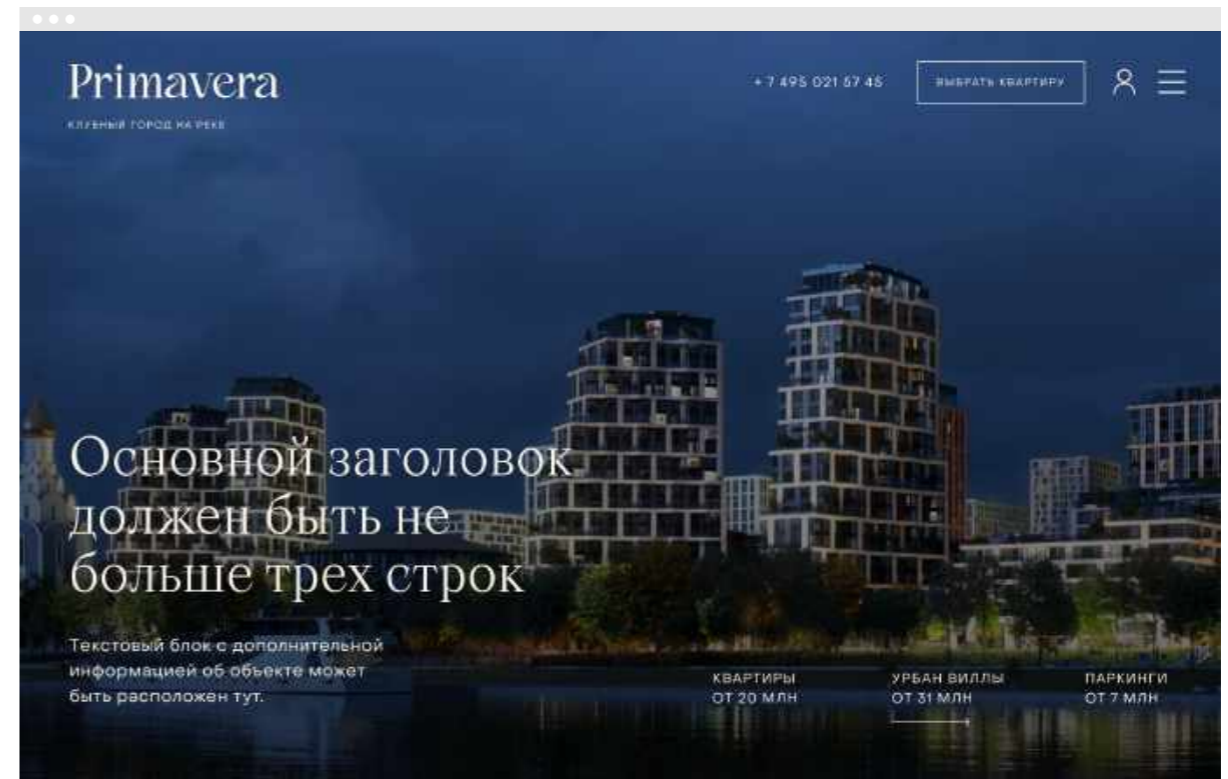 Primavera
КЛУБНЫЙ ГОРОД НА РЕКЕ
+ 7 495 021 57 45
ВЫБРАТЬ КВАРТИРУ
Основной заголовок
должен быть не
больше трех строк
Текстовый блок с дополнительной
информацией об объекте может
быть расположен тут.
КВАРТИРЫ
ОТ 20 МЛН
УРБАН ВИЛЛЫ
ОТ 31 МЛН
ПАРКИНГИ
ОТ 7 МЛН